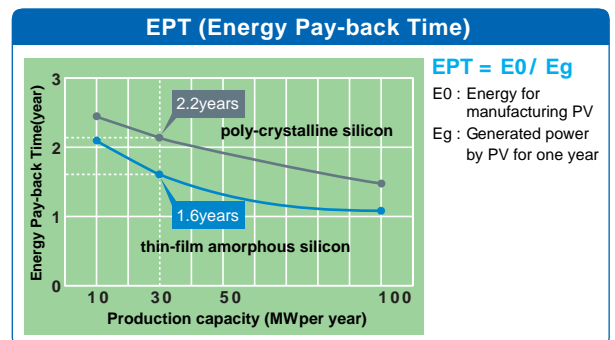 EPT (Energy Pay-back Time)
EPT = E0 / Eg
E0 : Energy for
manufacturing PV
Eg : Generated power
by PV for one year
Energy Pay-back Time(year)
3
2
1
0
2.2years
poly-crystalline silicon
1.6years
thin-film amorphous silicon
10 30 50 100
Production capacity (MWper year)